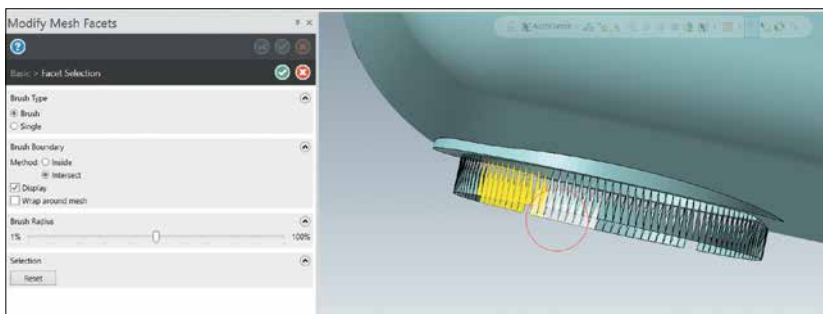 Modify Mesh Facets
Basic > Facet Selection
Brush Type
Brush
Single
Brush Boundary
Method: Inside
Intersect
Display
Wrap around mesh
Brush Radius
1% 100%
Selection
Reset